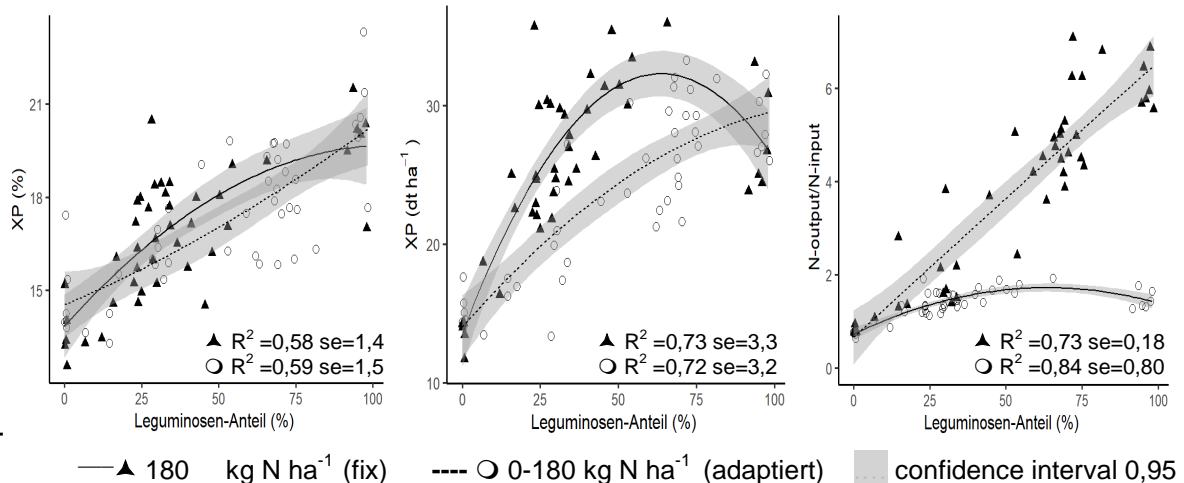 XP (%)
21
18
15
0 25 50 75 100
Leguminosen-Anteil (%)
▲ R² =0,58 se=1,4
○ R² =0,59 se=1,5
XP (dt ha⁻¹)
30
20
10
0 25 50 75 100
Leguminosen-Anteil (%)
▲ R² =0,73 se=3,3
○ R² =0,72 se=3,2
N-output/N-input
6
4
2
0
0 25 50 75 100
Leguminosen-Anteil (%)
▲ R² =0,73 se=0,18
○ R² =0,84 se=0,80
180 kg N ha⁻¹ (fix) 0-180 kg N ha⁻¹ (adaptiert) confidence interval 0,95